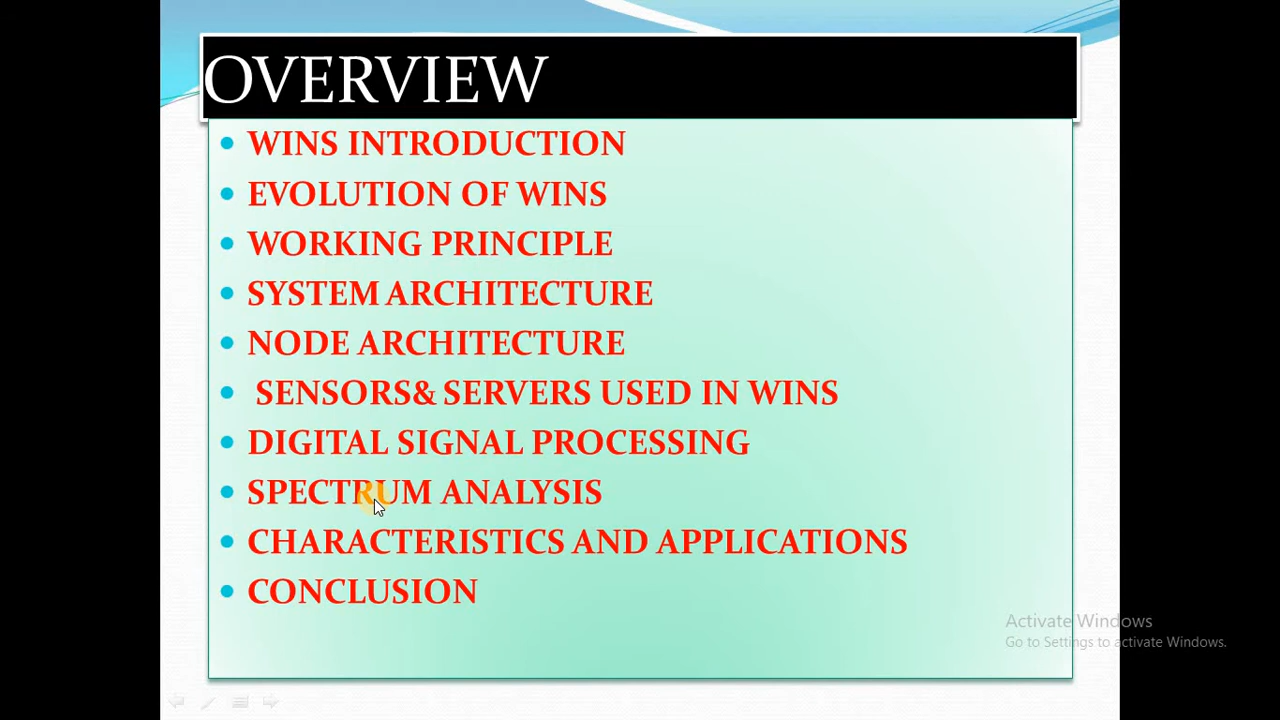 OVERVIEW
WINS INTRODUCTION
EVOLUTION OF WINS
WORKING PRINCIPLE
SYSTEM ARCHITECTURE
NODE ARCHITECTURE
SENSORS& SERVERS USED IN WINS
DIGITAL SIGNAL PROCESSING
SPECTRUM ANALYSIS
CHARACTERISTICS AND APPLICATIONS
CONCLUSION
Activate Windows
Go to Settings to activate Windows.